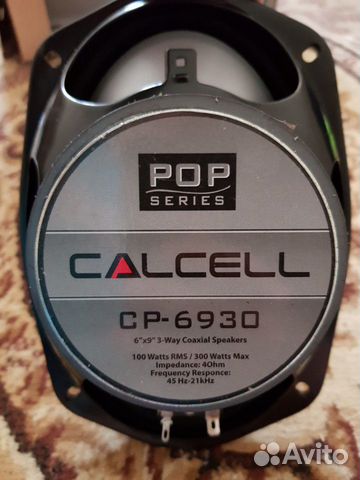 POP
SERIES
CALCELL
CP-6930
6"x9" 3-Way Coaxial Speakers
100 Watts RMS / 300 Watts Max
Impedance: 4Ohm
Frequency Responce:
45 Hz-21kHz
Avito